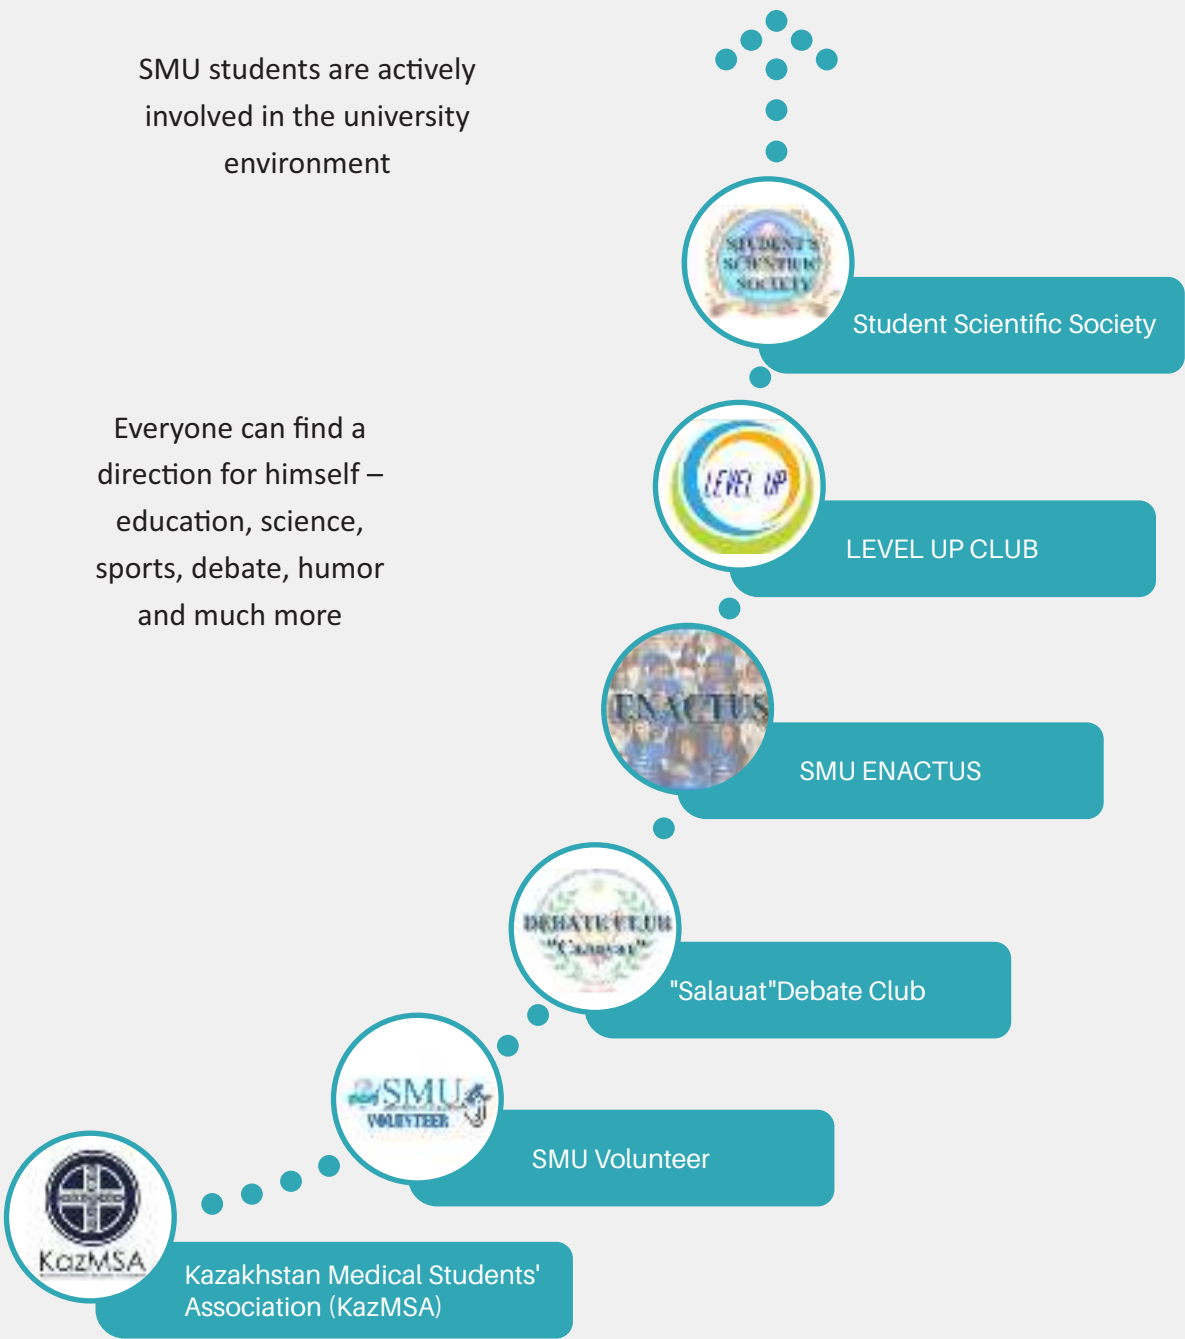 SMU students are actively
involved in the university
environment
STUDENT'S
SCIENTIFIC
SOCIETY
Student Scientific Society
Everyone can find a
direction for himself –
education, science,
sports, debate, humor
and much more
LEVEL UP
LEVEL UP CLUB
ENACTUS
SMU ENACTUS
DEBATE CLUB
"Салауат"
"Salauat"Debate Club
SMU
VOLUNTEER
SMU Volunteer
KazMSA
Kazakhstan Medical Students'
Association (KazMSA)